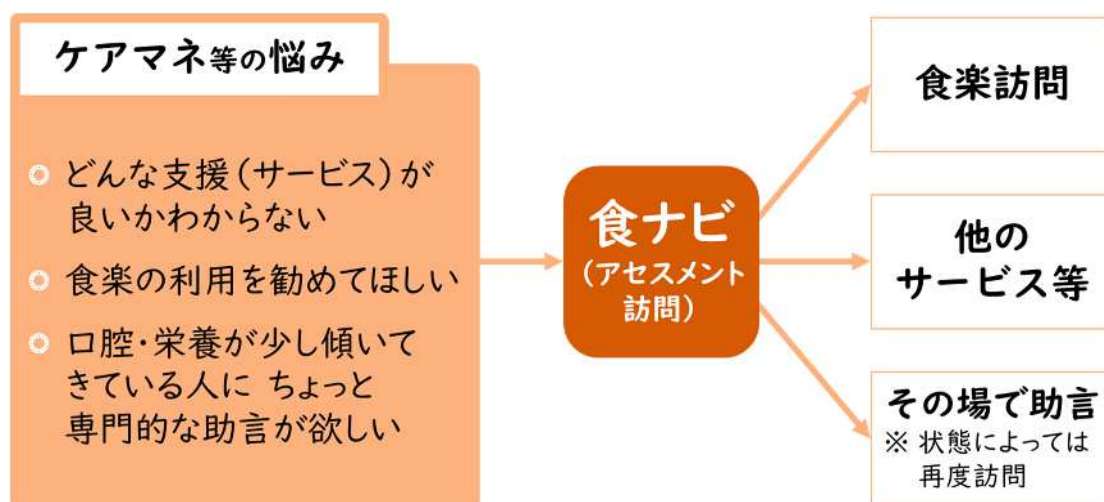 ケアマネ等の悩み
どんな支援(サービス)が
良いかわからない
食楽の利用を勧めてほしい
口腔・栄養が少し傾いて
きている人に ちょっと
専門的な助言が欲しい
食ナビ
(アセスメント
訪問)
食楽訪問
他の
サービス等
その場で助言
※ 状態によっては
再度訪問